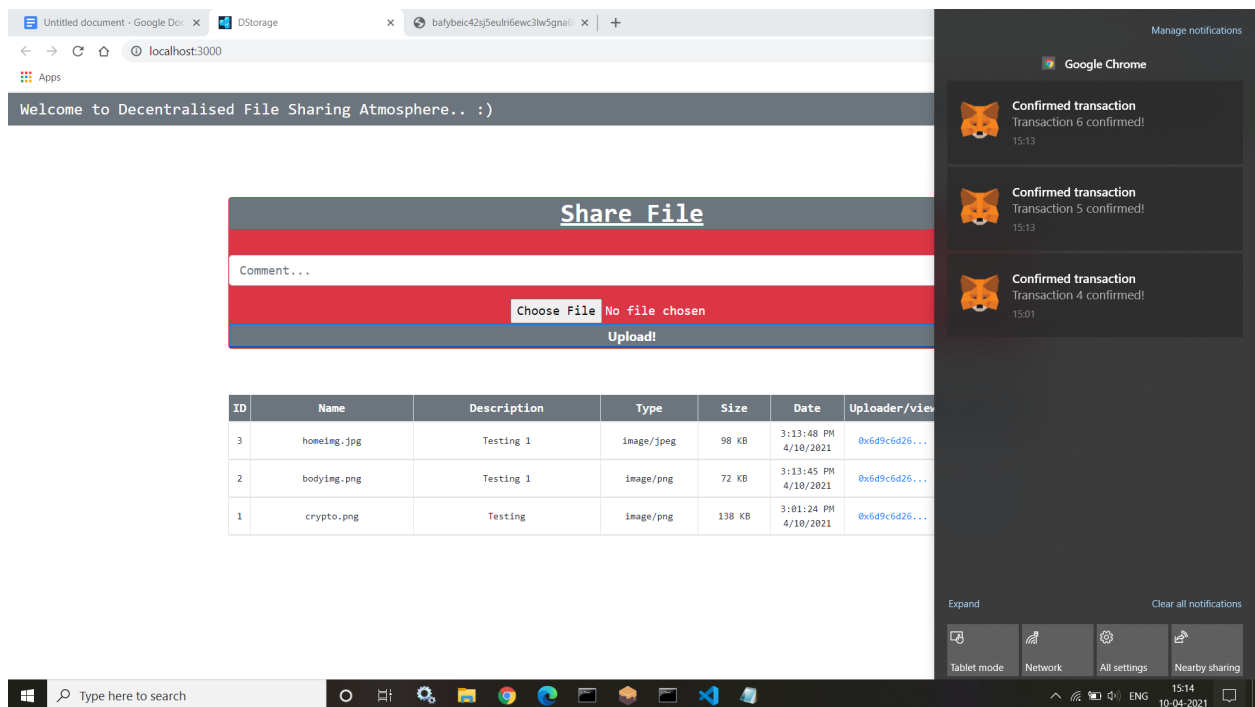 Untitled document - Google Doc
DStorage
bafybeic42sj5eulri6ewc3lw5gna6
localhost:3000
Apps
Welcome to Decentralised File Sharing Atmosphere.. :)
Share File
Comment...
Choose File No file chosen
Upload!
ID Name Description Type Size Date Uploader/view
3 homeimg.jpg Testing 1 image/jpeg 98 KB 3:13:48 PM 4/10/2021 0x6d9c6d26...
2 bodyimg.png Testing 1 image/png 72 KB 3:13:45 PM 4/10/2021 0x6d9c6d26...
1 crypto.png Testing image/png 138 KB 3:01:24 PM 4/10/2021 0x6d9c6d26...
Manage notifications
Google Chrome
Confirmed transaction
Transaction 6 confirmed!
15:13
Confirmed transaction
Transaction 5 confirmed!
15:13
Confirmed transaction
Transaction 4 confirmed!
15:01
Expand Clear all notifications
Tablet mode Network All settings Nearby sharing
Type here to search
ENG
15:14
10-04-2021